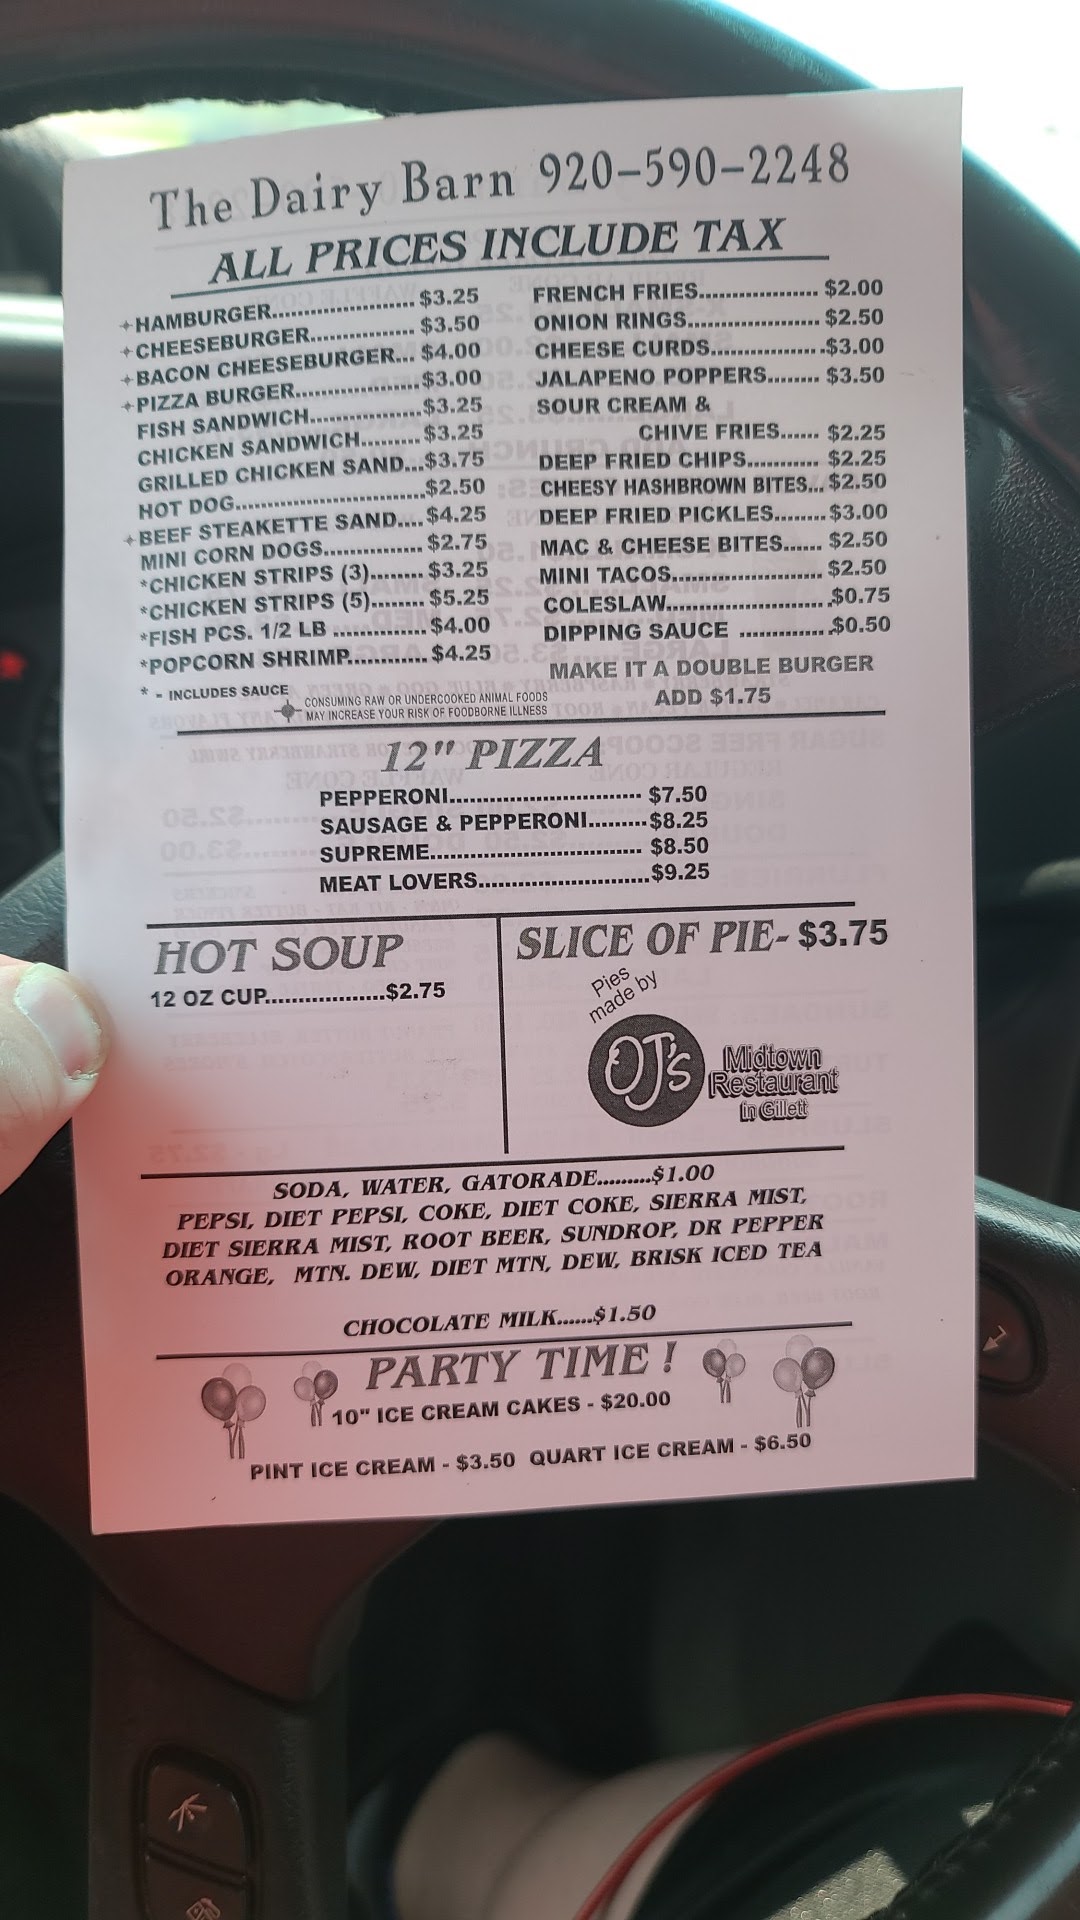 The Dairy Barn 920-590-2248
ALL PRICES INCLUDE TAX
HAMBURGER..................... $3.25
CHEESEBURGER............... $3.50
BACON CHEESEBURGER... $4.00
PIZZA BURGER..................$3.00
FISH SANDWICH................$3.25
CHICKEN SANDWICH.........$3.25
GRILLED CHICKEN SAND...$3.75
HOT DOG...........................$2.50
BEEF STEAKETTE SAND.... $4.25
MINI CORN DOGS............... $2.75
*CHICKEN STRIPS (3)........ $3.25
*CHICKEN STRIPS (5)........ $5.25
*FISH PCS. 1/2 LB .............. $4.00
*POPCORN SHRIMP............ $4.25
* - INCLUDES SAUCE
CONSUMING RAW OR UNDERCOOKED ANIMAL FOODS
MAY INCREASE YOUR RISK OF FOODBORNE ILLNESS
FRENCH FRIES.................. $2.00
ONION RINGS.................... $2.50
CHEESE CURDS.................$3.00
JALAPENO POPPERS........ $3.50
SOUR CREAM &
CHIVE FRIES...... $2.25
DEEP FRIED CHIPS........... $2.25
CHEESY HASHBROWN BITES... $2.50
DEEP FRIED PICKLES........ $3.00
MAC & CHEESE BITES...... $2.50
MINI TACOS....................... $2.50
COLESLAW.........................$0.75
DIPPING SAUCE ...............$0.50
MAKE IT A DOUBLE BURGER
ADD $1.75
12" PIZZA
PEPPERONI............................. $7.50
SAUSAGE & PEPPERONI.........$8.25
SUPREME................................ $8.50
MEAT LOVERS..........................$9.25
HOT SOUP
12 OZ CUP...................$2.75
SLICE OF PIE- $3.75
Pies
made by
OJ's
Midtown
Restaurant
in Gillett
SODA, WATER, GATORADE.........$1.00
PEPSI, DIET PEPSI, COKE, DIET COKE, SIERRA MIST,
DIET SIERRA MIST, ROOT BEER, SUNDROP, DR PEPPER
ORANGE, MTN. DEW, DIET MTN, DEW, BRISK ICED TEA
CHOCOLATE MILK......$1.50
PARTY TIME !
10" ICE CREAM CAKES - $20.00
PINT ICE CREAM - $3.50 QUART ICE CREAM - $6.50